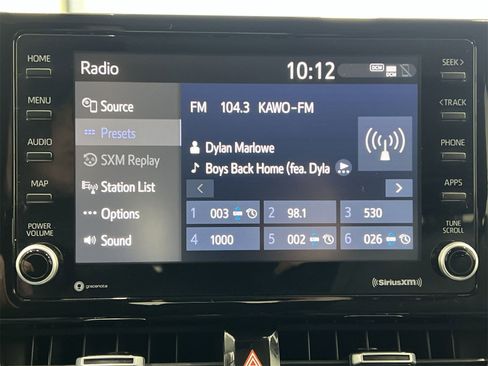 Radio 10:12 DCM
DCM
HOME
MENU
AUDIO
MAP
POWER
VOLUME
Source
Presets
SXM Replay
Station List
Options
Sound
FM 104.3 KAWO-FM
Dylan Marlowe
Boys Back Home (fea. Dyla
1 003 2 98.1 3 530
4 1000 5 002 6 026
SEEK >
< TRACK
PHONE
APPS
TUNE
SCROLL
gracenote
SiriusXM